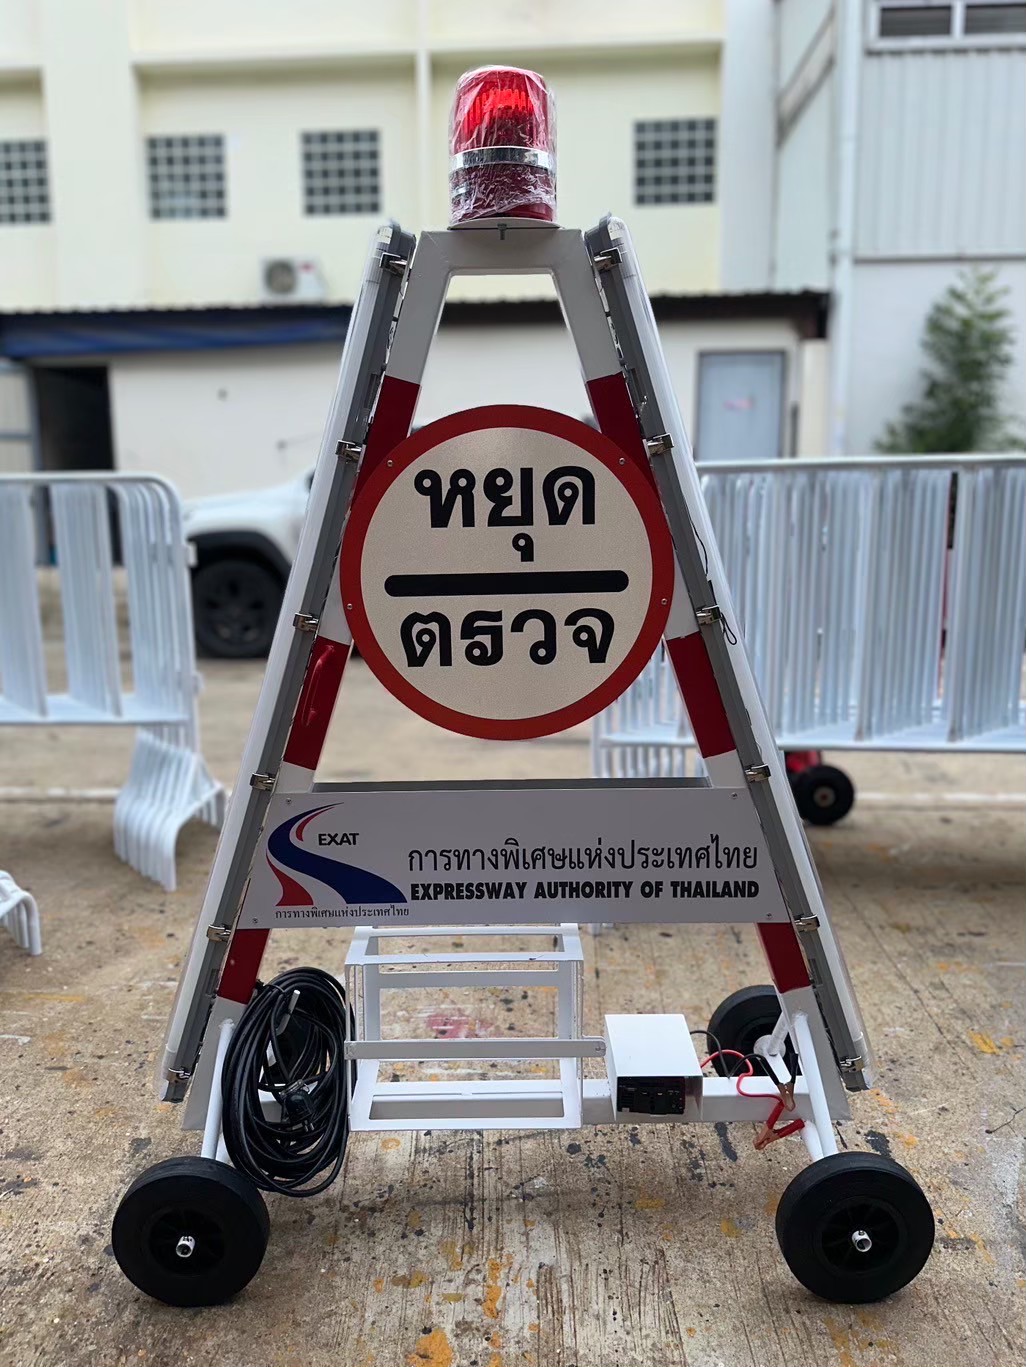 หยุด
ตรวจ
EXAT
การทางพิเศษแห่งประเทศไทย
EXPRESSWAY AUTHORITY OF THAILAND
การทางพิเศษแห่งประเทศไทย